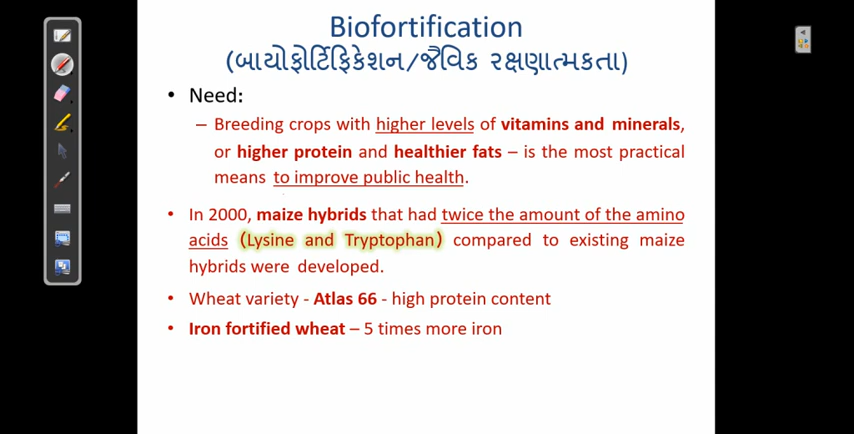 Biofortification
(બાયોફોર્ટિફિકેશન/જૈવિક રક્ષણાત્મકતા)
• Need:
– Breeding crops with higher levels of vitamins and minerals,
or higher protein and healthier fats – is the most practical
means to improve public health.
• In 2000, maize hybrids that had twice the amount of the amino
acids (Lysine and Tryptophan) compared to existing maize
hybrids were developed.
• Wheat variety - Atlas 66 - high protein content
• Iron fortified wheat – 5 times more iron